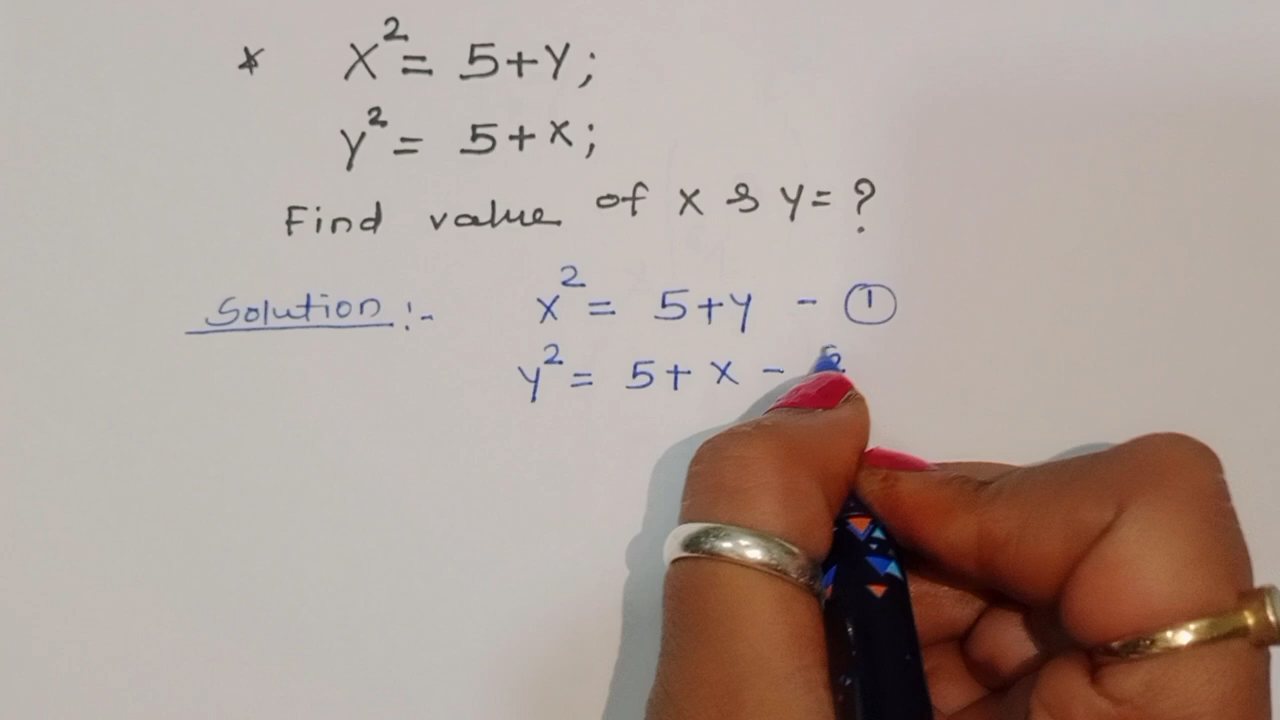 * X² = 5+Y;
Y² = 5+X;
Find value of X & Y = ?
Solution :-  x² = 5+y - ①
y² = 5+x -